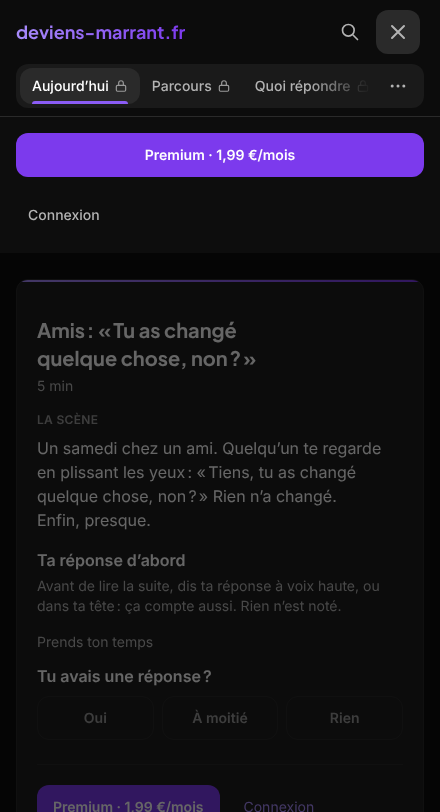 deviens-marrant.fr
Aujourd’hui
Parcours
Quoi répondre
Premium · 1,99 €/mois
Connexion
Amis : « Tu as changé
quelque chose, non ? »
5 min
LA SCÈNE
Un samedi chez un ami. Quelqu’un te regarde
en plissant les yeux : « Tiens, tu as changé
quelque chose, non ? » Rien n’a changé.
Enfin, presque.
Ta réponse d’abord
Avant de lire la suite, dis ta réponse à voix haute, ou
dans ta tête : ça compte aussi. Rien n’est noté.
Prends ton temps
Tu avais une réponse ?
Oui
À moitié
Rien
Premium · 1,99 €/mois
Connexion